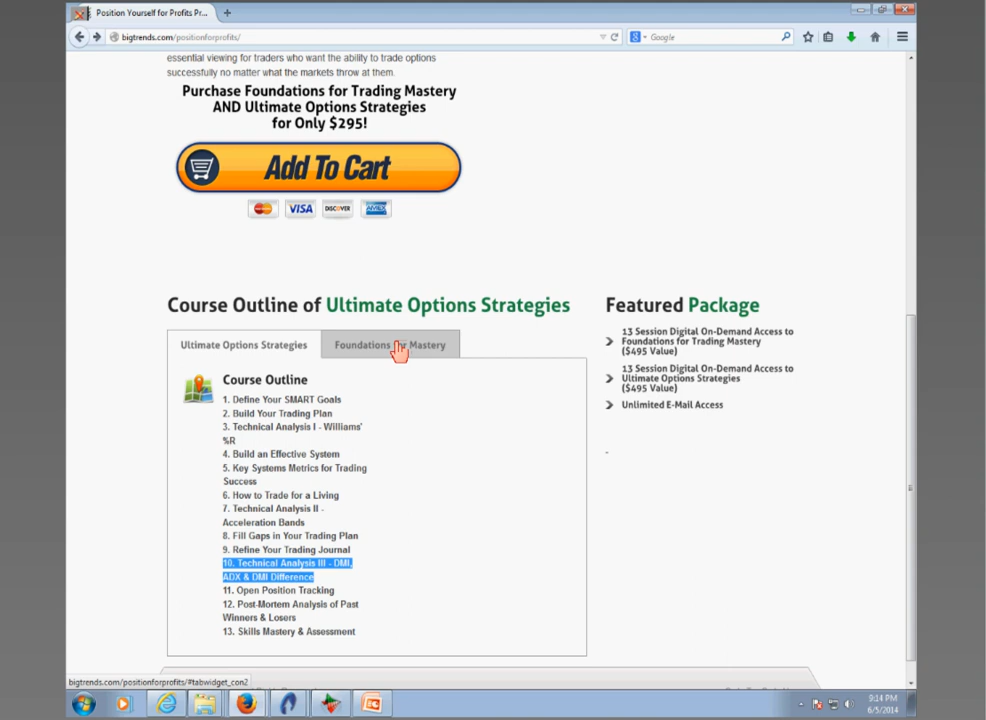 Position Yourself for Profits Pr...
bigtrends.com/positionforprofits/
Google
essential viewing for traders who want the ability to trade options
successfully no matter what the markets throw at them.
Purchase Foundations for Trading Mastery
AND Ultimate Options Strategies
for Only $295!
Add To Cart
VISA DISCOVER AMEX
Course Outline of Ultimate Options Strategies
Ultimate Options Strategies
Foundations for Mastery
Course Outline
1. Define Your SMART Goals
2. Build Your Trading Plan
3. Technical Analysis I - Williams'
%R
4. Build an Effective System
5. Key Systems Metrics for Trading
Success
6. How to Trade for a Living
7. Technical Analysis II -
Acceleration Bands
8. Fill Gaps in Your Trading Plan
9. Refine Your Trading Journal
10. Technical Analysis III - DMI,
ADX & DMI Difference
11. Open Position Tracking
12. Post-Mortem Analysis of Past
Winners & Losers
13. Skills Mastery & Assessment
Featured Package
13 Session Digital On-Demand Access to
Foundations for Trading Mastery
($495 Value)
13 Session Digital On-Demand Access to
Ultimate Options Strategies
($495 Value)
Unlimited E-Mail Access
bigtrends.com/positionforprofits/#tabwidget_con2
9:14 PM
6/5/2014